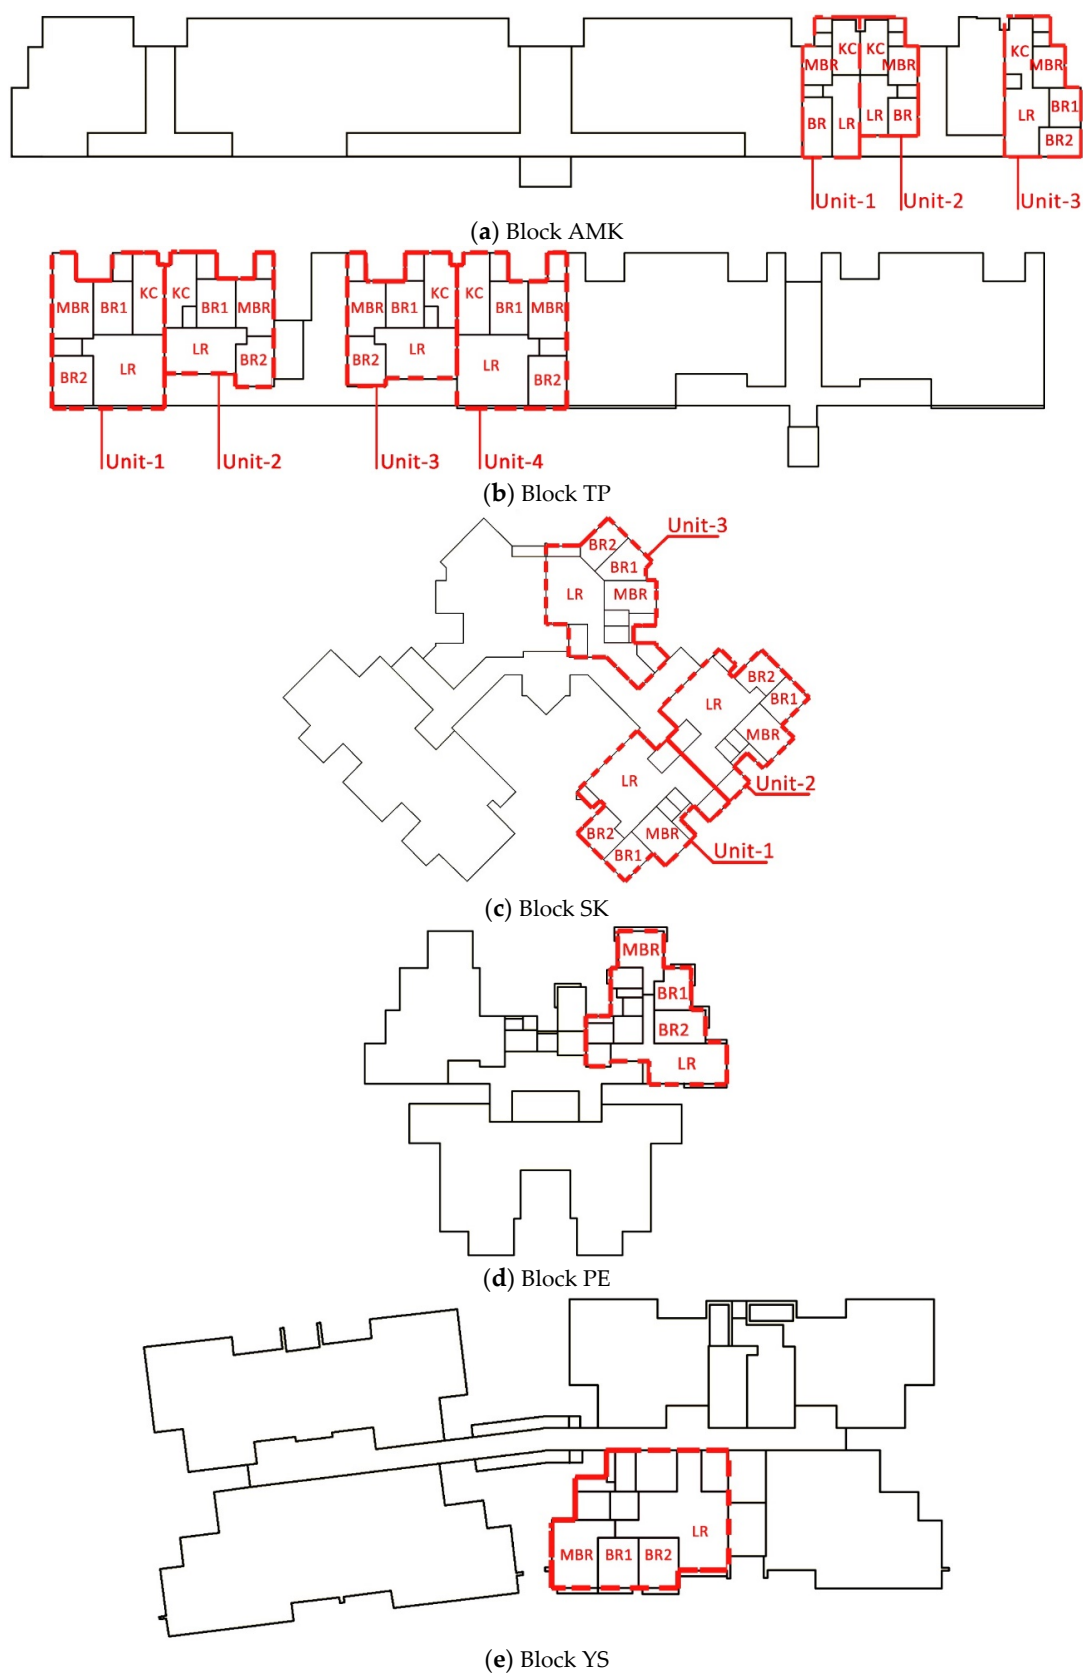 KC KC KC
MBR MBR MBR
BR LR LR BR LR BR1
BR2
Unit-1 Unit-2 Unit-3
(a) Block AMK
MBR BR1 KC KC BR1 MBR MBR BR1 KC KC BR1 MBR
BR2 LR LR BR2 BR2 LR LR BR2
Unit-1 Unit-2 Unit-3 Unit-4
(b) Block TP
Unit-3
BR2
BR1
LR MBR
BR2
LR BR1
MBR
LR
Unit-2
BR2 MBR
BR1 Unit-1
(c) Block SK
MBR
BR1
BR2
LR
(d) Block PE
LR
MBR BR1 BR2
(e) Block YS